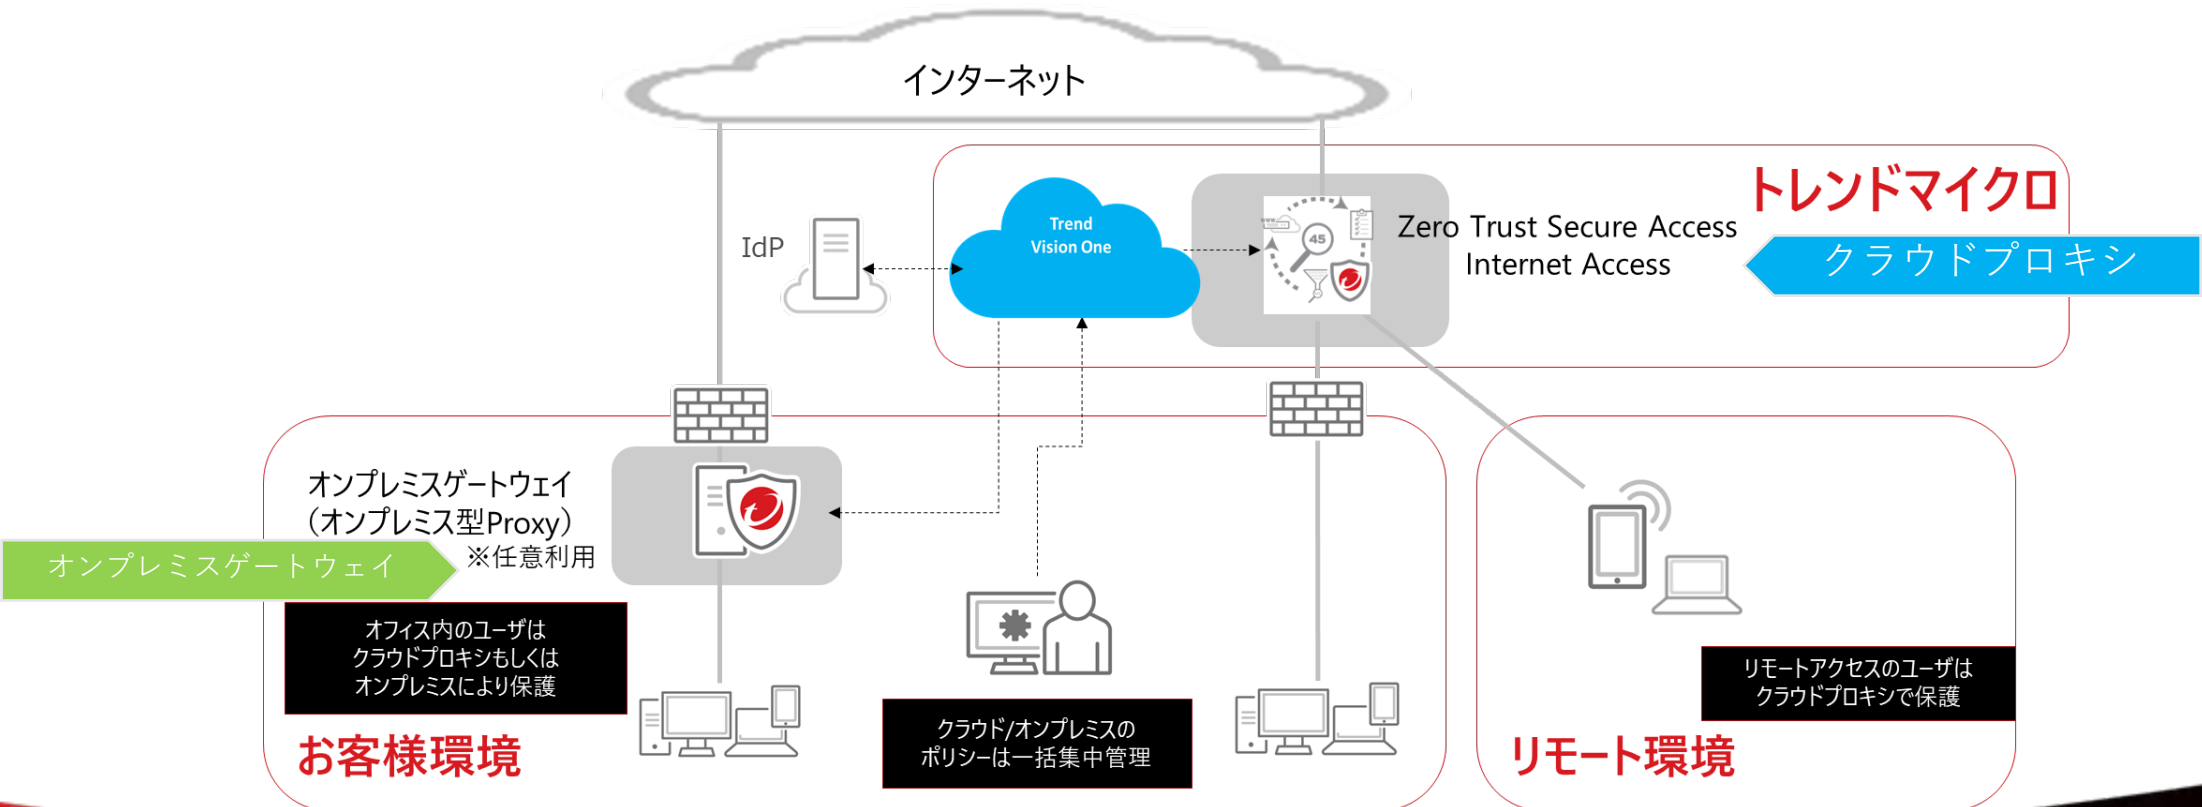 インターネット
トレンドマイクロ
Trend
Vision One
IdP
45
Zero Trust Secure Access
Internet Access
クラウドプロキシ
オンプレミスゲートウェイ
（オンプレミス型Proxy）
※任意利用
オンプレミスゲートウェイ
オフィス内のユーザは
クラウドプロキシもしくは
オンプレミスにより保護
お客様環境
クラウド/オンプレミスの
ポリシーは一括集中管理
リモートアクセスのユーザは
クラウドプロキシで保護
リモート環境